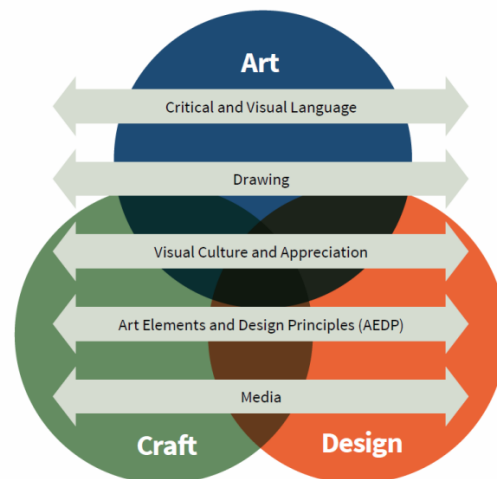 Art
Critical and Visual Language
Drawing
Visual Culture and Appreciation
Art Elements and Design Principles (AEDP)
Media
Craft
Design